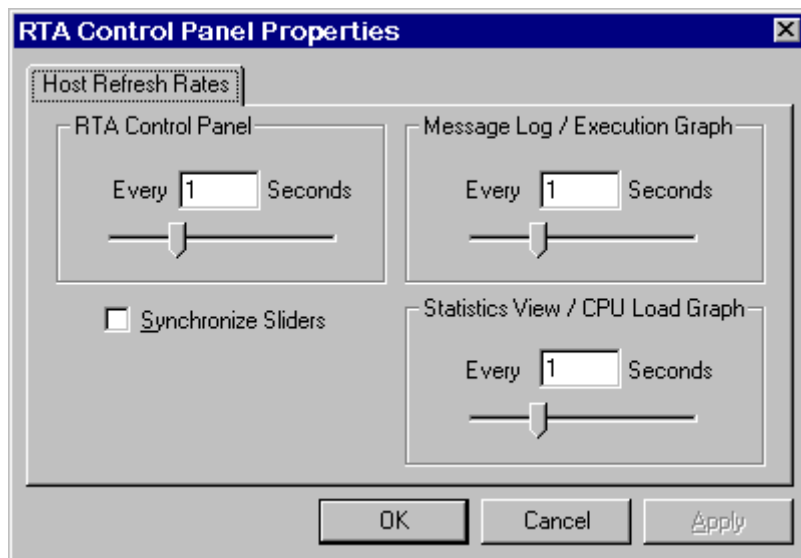 RTA Control Panel Properties
Host Refresh Rates
RTA Control Panel
Every 1 Seconds
Message Log / Execution Graph
Every 1 Seconds
Synchronize Sliders
Statistics View / CPU Load Graph
Every 1 Seconds
OK
Cancel
Apply